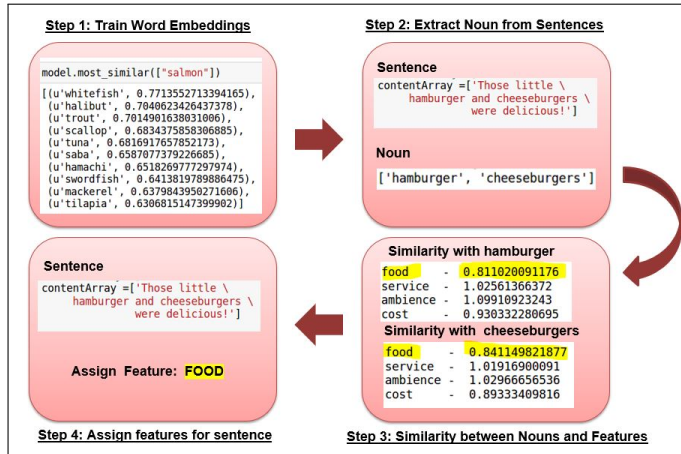 Step 1: Train Word Embeddings
model.most_similar(["salmon"])
[(u'whitefish', 0.7713552713394165),
(u'halibut', 0.7040623426437378),
(u'trout', 0.7014901638031006),
(u'scallop', 0.6834375858306885),
(u'tuna', 0.6816917657852173),
(u'saba', 0.6587077379226685),
(u'hamachi', 0.6518269777297974),
(u'swordfish', 0.6413819789886475),
(u'mackerel', 0.6379843950271606),
(u'tilapia', 0.6306815147399902)]
Step 2: Extract Noun from Sentences
Sentence
contentArray =['Those little \
hamburger and cheeseburgers \
were delicious!']
Noun
['hamburger', 'cheeseburgers']
Similarity with hamburger
food - 0.811020091176
service - 1.02561366372
ambience - 1.09910923243
cost - 0.930332280695
Similarity with cheeseburgers
food - 0.841149821877
service - 1.01916900091
ambience - 1.02966656536
cost - 0.89333409816
Step 3: Similarity between Nouns and Features
Sentence
contentArray =['Those little \
hamburger and cheeseburgers \
were delicious!']
Assign Feature: FOOD
Step 4: Assign features for sentence